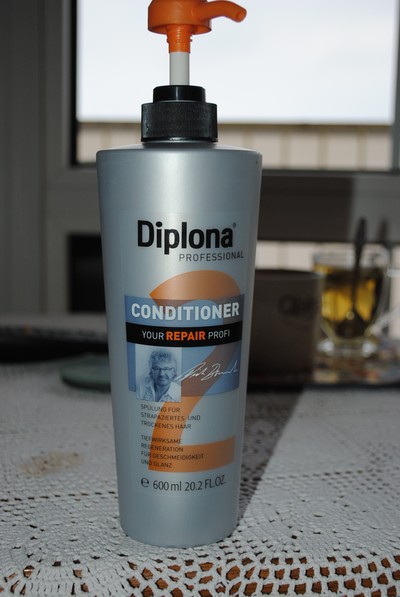 Diplona®
PROFESSIONAL
CONDITIONER
YOUR REPAIR PROFI
SPÜLUNG FÜR
STRAPAZIERTES UND
TROCKENES HAAR
TIEFWIRKSAME
REGENERATION
FÜR GESCHMEIDIGKEIT
UND GLANZ
2
℮ 600 ml 20.2 FL.OZ.